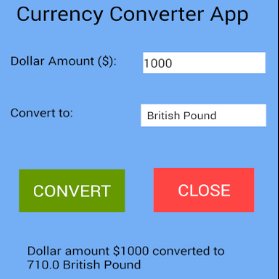 Currency Converter App
Dollar Amount ($):
1000
Convert to:
British Pound
CONVERT
CLOSE
Dollar amount $1000 converted to
710.0 British Pound